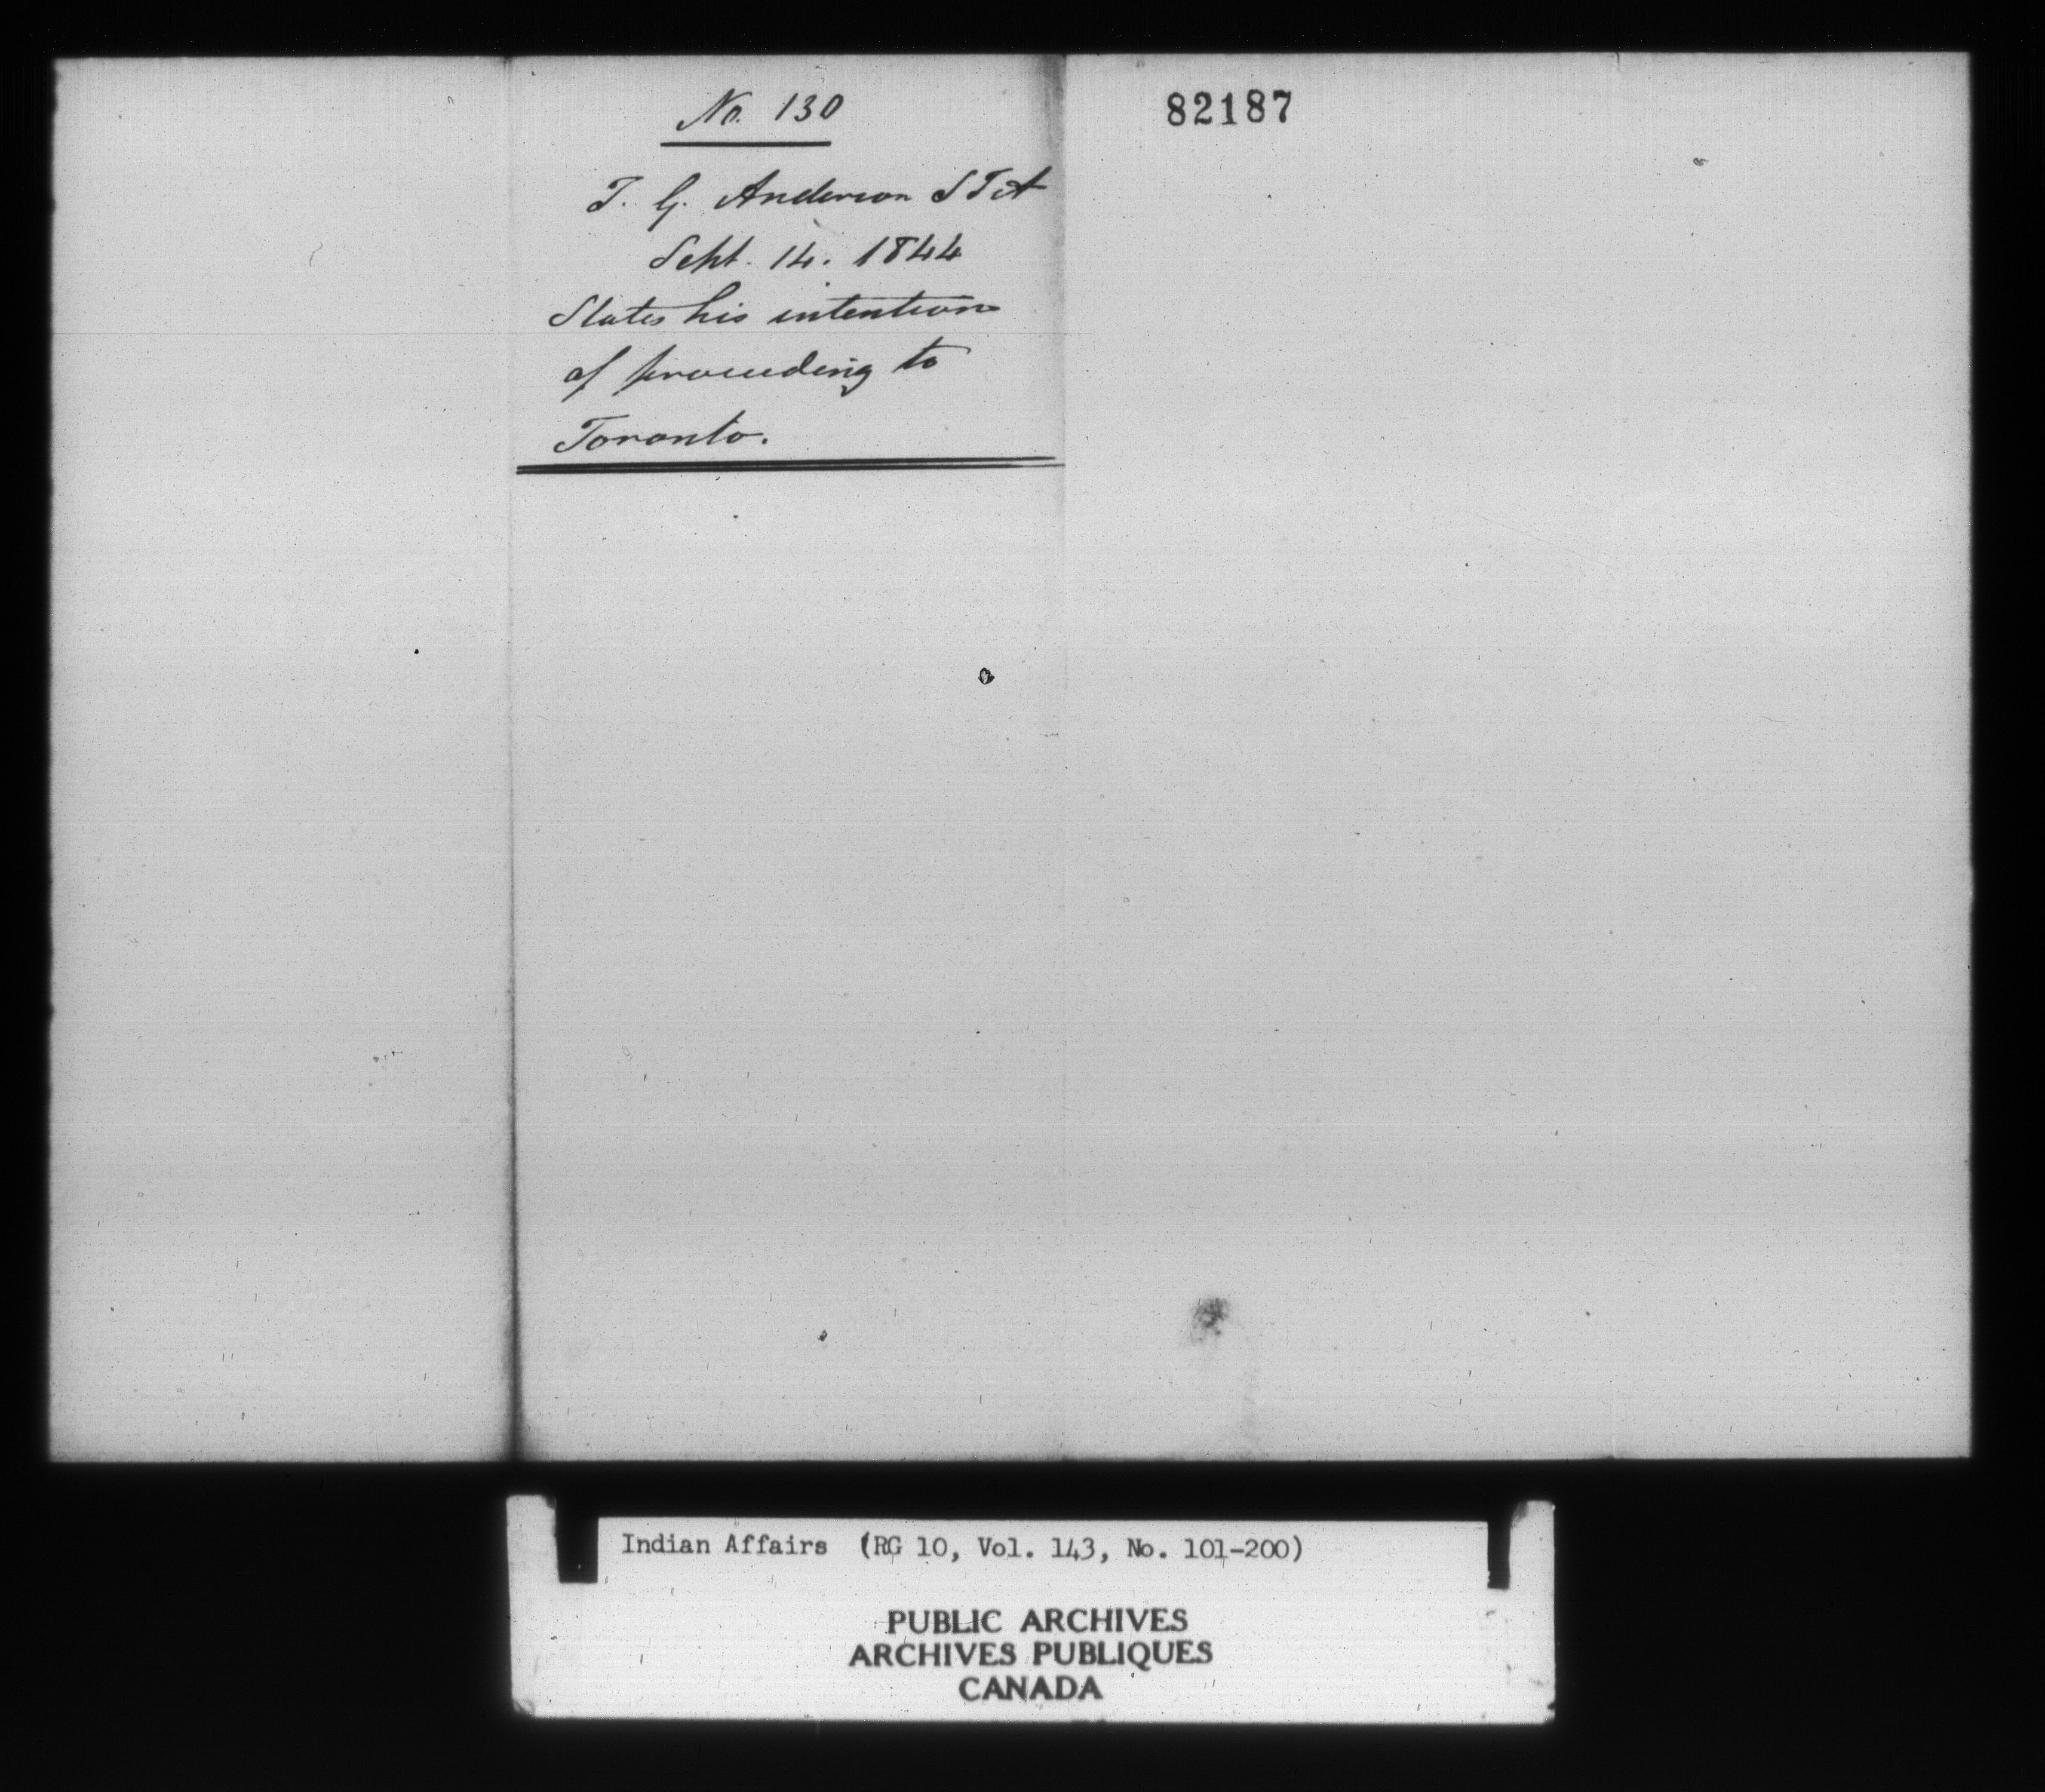 No. 130
T. G. Anderson S I A
Sept. 14. 1844
States his intention
of proceeding to
Toronto.
82187
Indian Affairs (RG 10, Vol. 143, No. 101-200)
PUBLIC ARCHIVES
ARCHIVES PUBLIQUES
CANADA